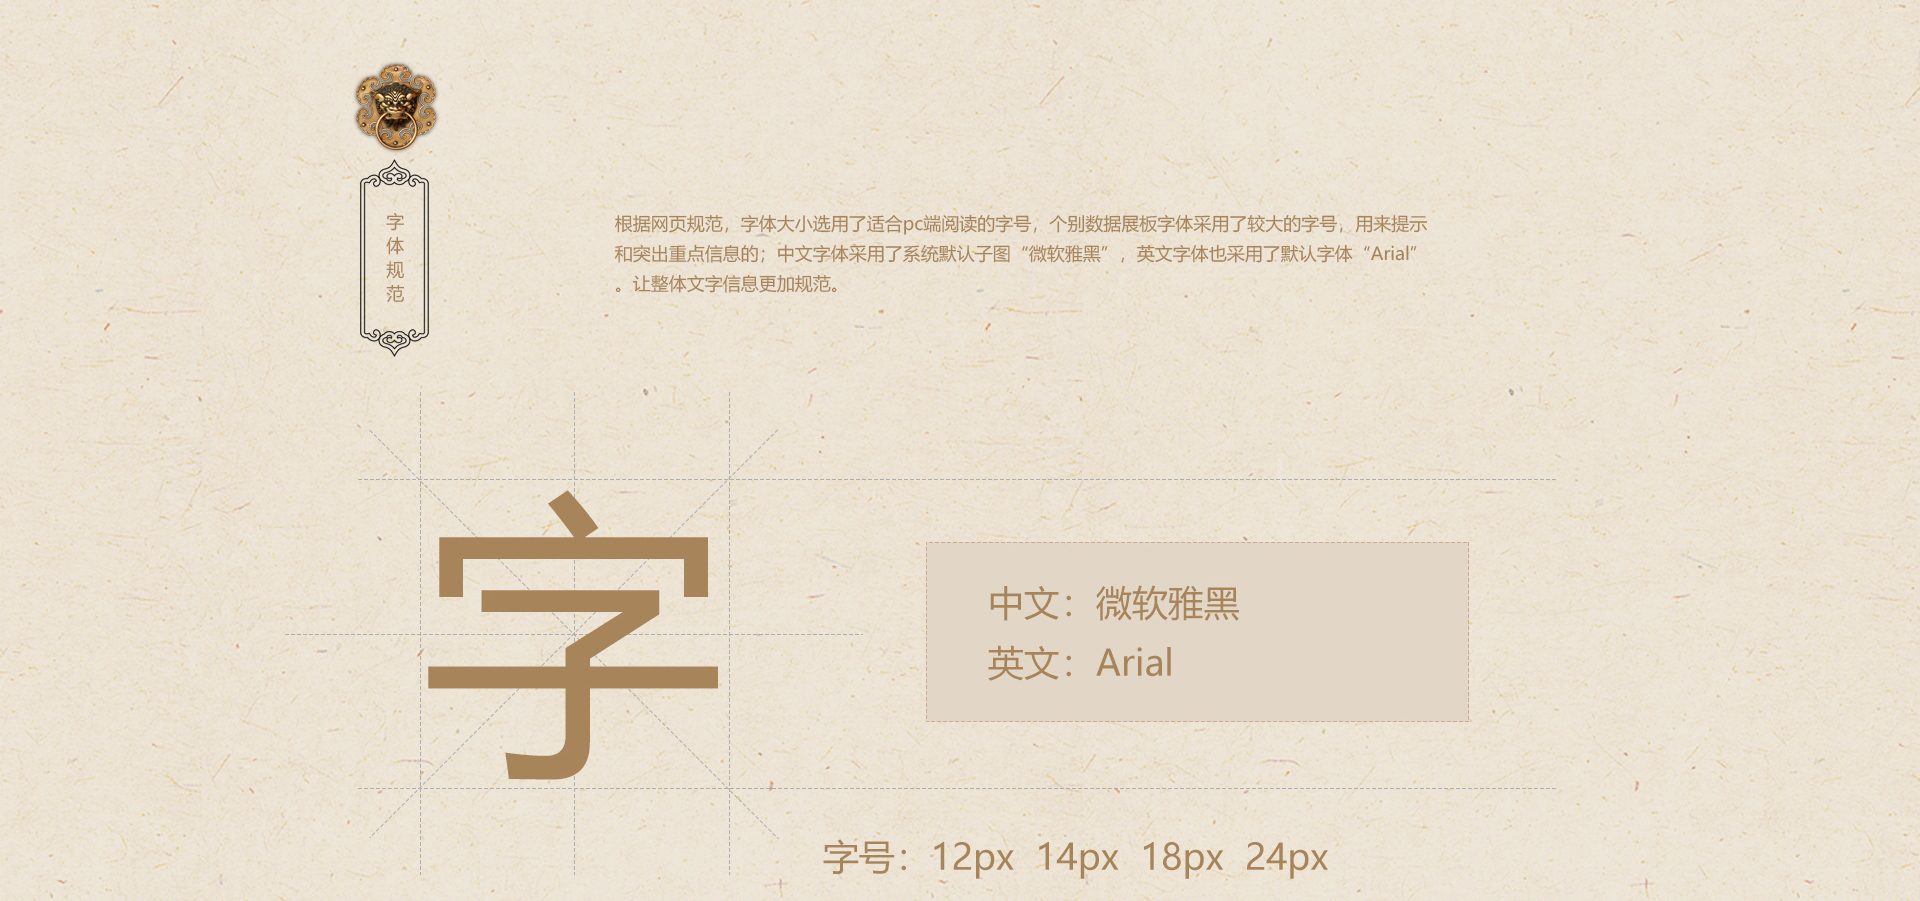 字体规范
根据网页规范，字体大小选用了适合pc端阅读的字号，个别数据展板字体采用了较大的字号，用来提示
和突出重点信息的；中文字体采用了系统默认子图“微软雅黑”，英文字体也采用了默认字体“Arial”
。让整体文字信息更加规范。
字
中文：微软雅黑
英文：Arial
字号：12px 14px 18px 24px